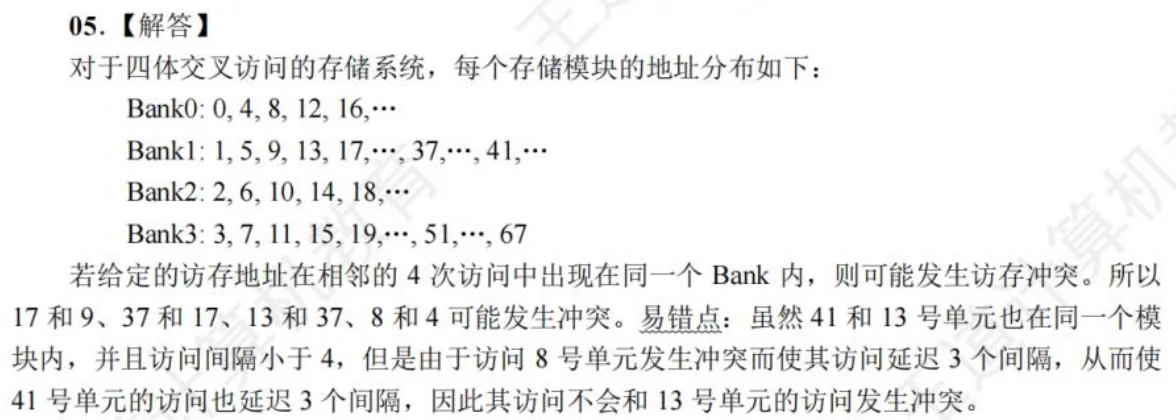 05.【解答】
对于四体交叉访问的存储系统，每个存储模块的地址分布如下：
Bank0: 0, 4, 8, 12, 16,⋯
Bank1: 1, 5, 9, 13, 17,⋯, 37,⋯, 41,⋯
Bank2: 2, 6, 10, 14, 18,⋯
Bank3: 3, 7, 11, 15, 19,⋯, 51,⋯, 67
若给定的访存地址在相邻的 4 次访问中出现在同一个 Bank 内，则可能发生访存冲突。所以
17 和 9、37 和 17、13 和 37、8 和 4 可能发生冲突。易错点：虽然 41 和 13 号单元也在同一个模
块内，并且访问间隔小于 4，但是由于访问 8 号单元发生冲突而使其访问延迟 3 个间隔，从而使
41 号单元的访问也延迟 3 个间隔，因此其访问不会和 13 号单元的访问发生冲突。